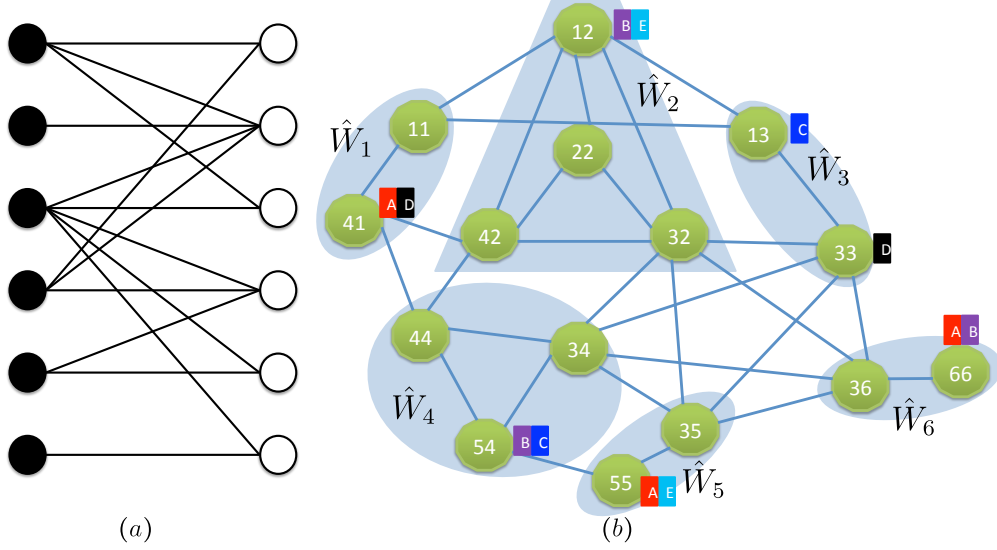 12 B E
Ŵ₂
11
13 C
Ŵ₁
22
Ŵ₃
41 A D
42
32
33 D
44
34
A B
36 66
Ŵ₄
Ŵ₆
35
54 B C
55 A E
Ŵ₅
(a)
(b)